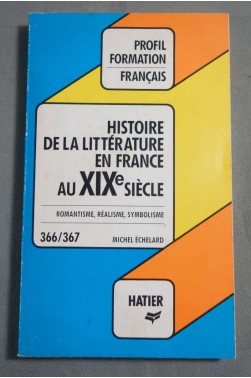 PROFIL
FORMATION
FRANÇAIS
HISTOIRE
DE LA LITTÉRATURE
EN FRANCE
AU XIXe SIÈCLE
ROMANTISME, RÉALISME, SYMBOLISME
366/367 MICHEL ÉCHELARD
HATIER